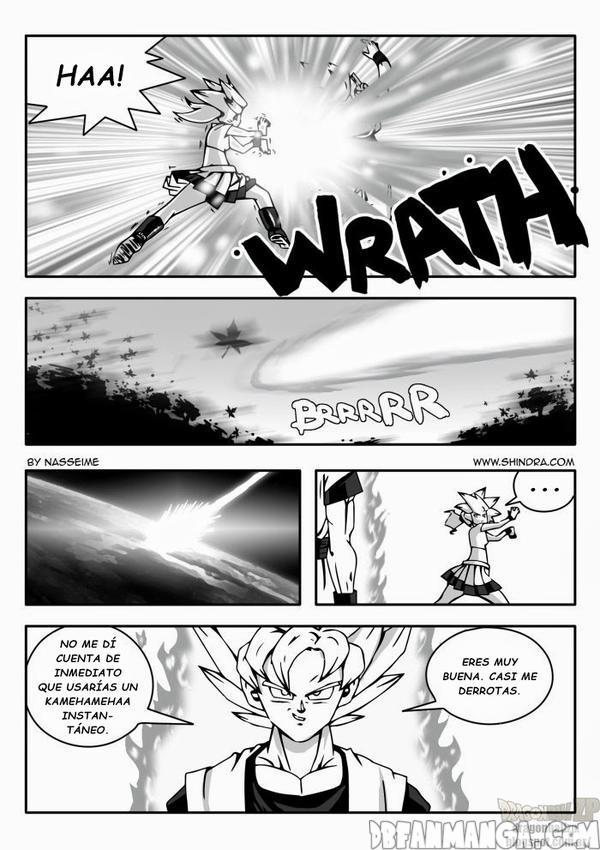 HAA!
WRATH
BRRRRR
BY NASSEIME
WWW.SHINDRA.COM
...
NO ME DÍ
CUENTA DE
INMEDIATO
QUE USARÍAS UN
KAMEHAMEHAA
INSTAN-
TÁNEO.
ERES MUY
BUENA. CASI ME
DERROTAS.
DBFANMANGA.COM